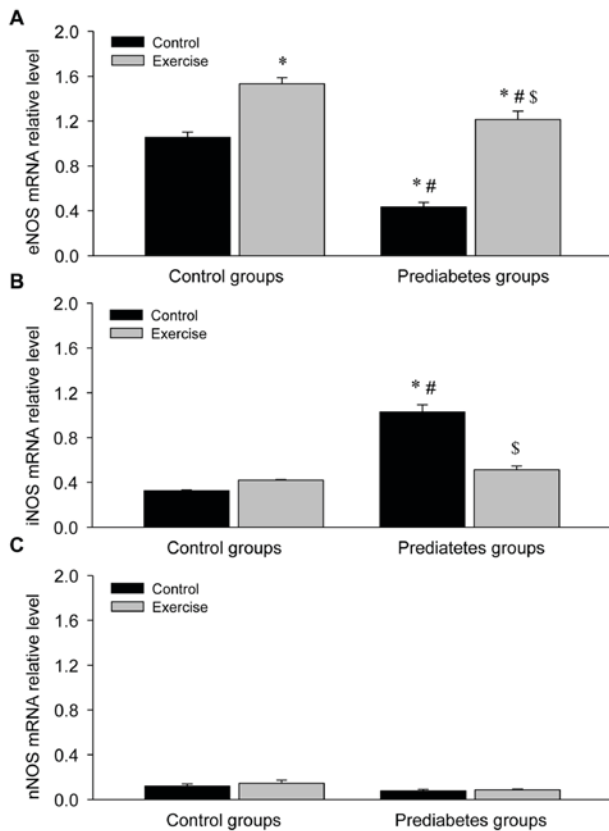 A
eNOS mRNA relative level
2.0
1.6
1.2
0.8
0.4
0.0
Control
Exercise
*
* #
* # $
Control groups
Prediabetes groups
B
iNOS mRNA relative level
2.0
1.6
1.2
0.8
0.4
0.0
Control
Exercise
* #
$
Control groups
Prediatetes groups
C
nNOS mRNA relative level
2.0
1.6
1.2
0.8
0.4
0.0
Control
Exercise
Control groups
Prediabetes groups